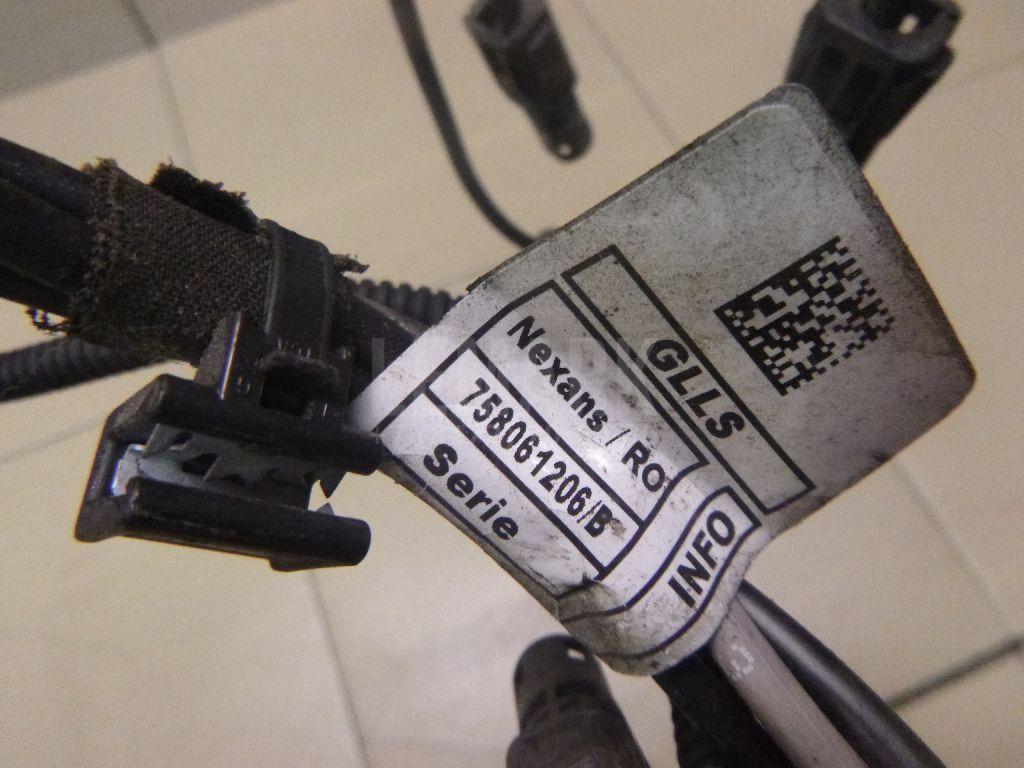 GLLS
Nexans / RO
758061206/B
Serie
INFO